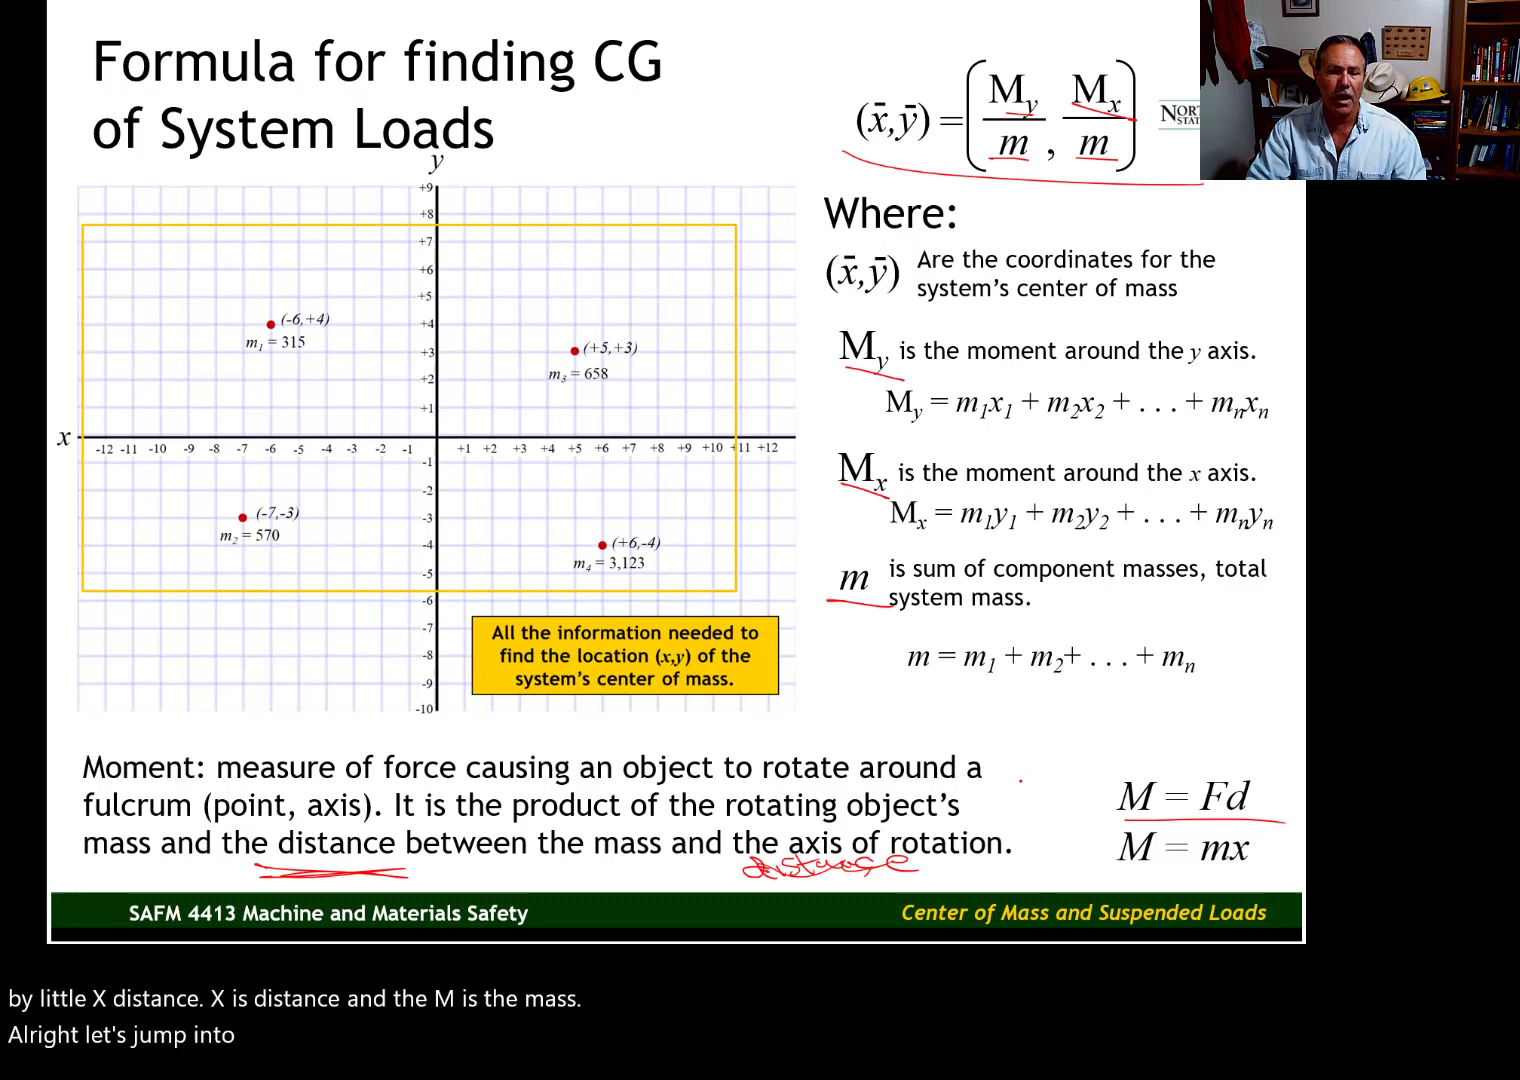 Formula for finding CG
of System Loads
(x̄,ȳ) = (M_y/m , M_x/m)
NOR
STAT
y
+9
+8
+7
+6
+5
+4
+3
+2
+1
x
-12 -11 -10 -9 -8 -7 -6 -5 -4 -3 -2 -1 +1 +2 +3 +4 +5 +6 +7 +8 +9 +10 +11 +12
-1
-2
-3
-4
-5
-6
-7
-8
-9
-10
(-6,+4)
m₁ = 315
(+5,+3)
m₃ = 658
(-7,-3)
m₂ = 570
(+6,-4)
m₄ = 3,123
All the information needed to
find the location (x,y) of the
system's center of mass.
Where:
(x̄,ȳ) Are the coordinates for the
system's center of mass
M_y is the moment around the y axis.
M_y = m₁x₁ + m₂x₂ + . . . + mₙxₙ
M_x is the moment around the x axis.
M_x = m₁y₁ + m₂y₂ + . . . + mₙyₙ
m is sum of component masses, total
system mass.
m = m₁ + m₂+ . . . + mₙ
Moment: measure of force causing an object to rotate around a
fulcrum (point, axis). It is the product of the rotating object's
mass and the distance between the mass and the axis of rotation.
distance
M = Fd
M = mx
SAFM 4413 Machine and Materials Safety
Center of Mass and Suspended Loads
by little X distance. X is distance and the M is the mass.
Alright let's jump into